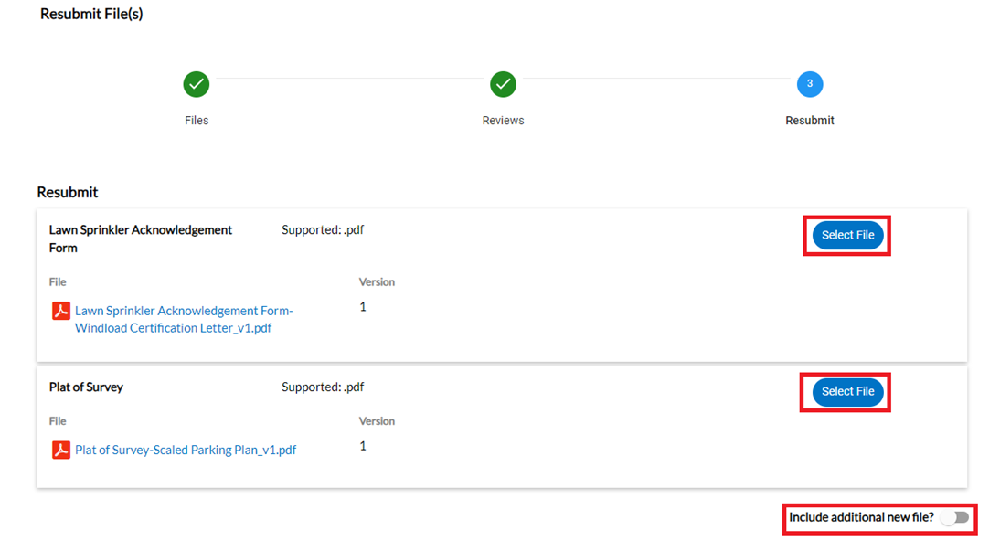 Resubmit File(s)
3
Files
Reviews
Resubmit
Resubmit
Lawn Sprinkler Acknowledgement
Form
Supported: .pdf
Select File
File
Version
Lawn Sprinkler Acknowledgement Form-
Windload Certification Letter_v1.pdf
1
Plat of Survey
Supported: .pdf
Select File
File
Version
Plat of Survey-Scaled Parking Plan_v1.pdf
1
Include additional new file?